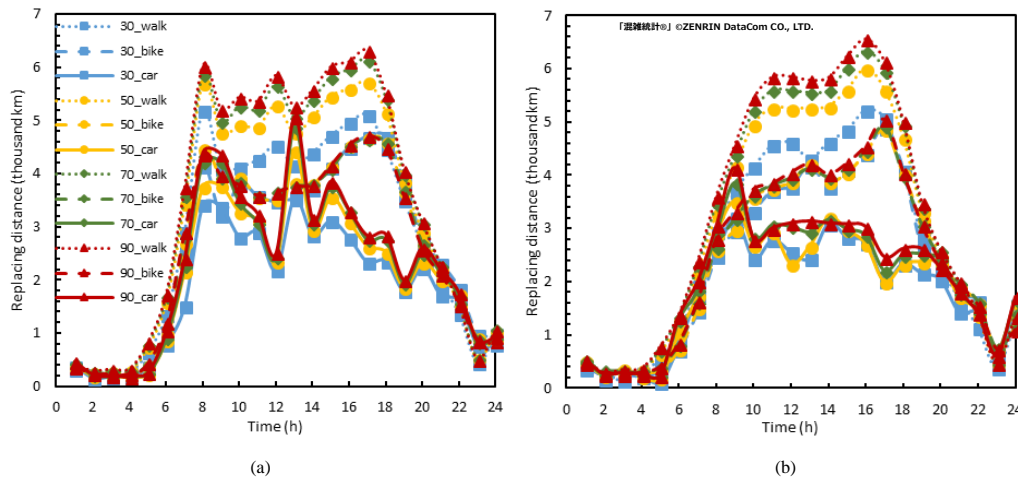 7
6
5
4
3
2
1
0
Replacing distance (thousand km)
30_walk
30_bike
30_car
50_walk
50_bike
50_car
70_walk
70_bike
70_car
90_walk
90_bike
90_car
0 2 4 6 8 10 12 14 16 18 20 22 24
Time (h)
(a)
「混雑統計®」 ©ZENRIN DataCom CO., LTD.
7
6
5
4
3
2
1
0
Replacing distance (thousand km)
0 2 4 6 8 10 12 14 16 18 20 22 24
Time (h)
(b)